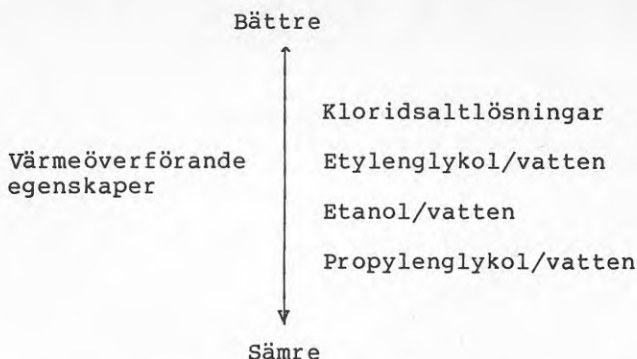 Bättre
Kloridsaltlösningar
Värmeöverförande
egenskaper
Etylenglykol/vatten
Etanol/vatten
Propylenglykol/vatten
Sämre